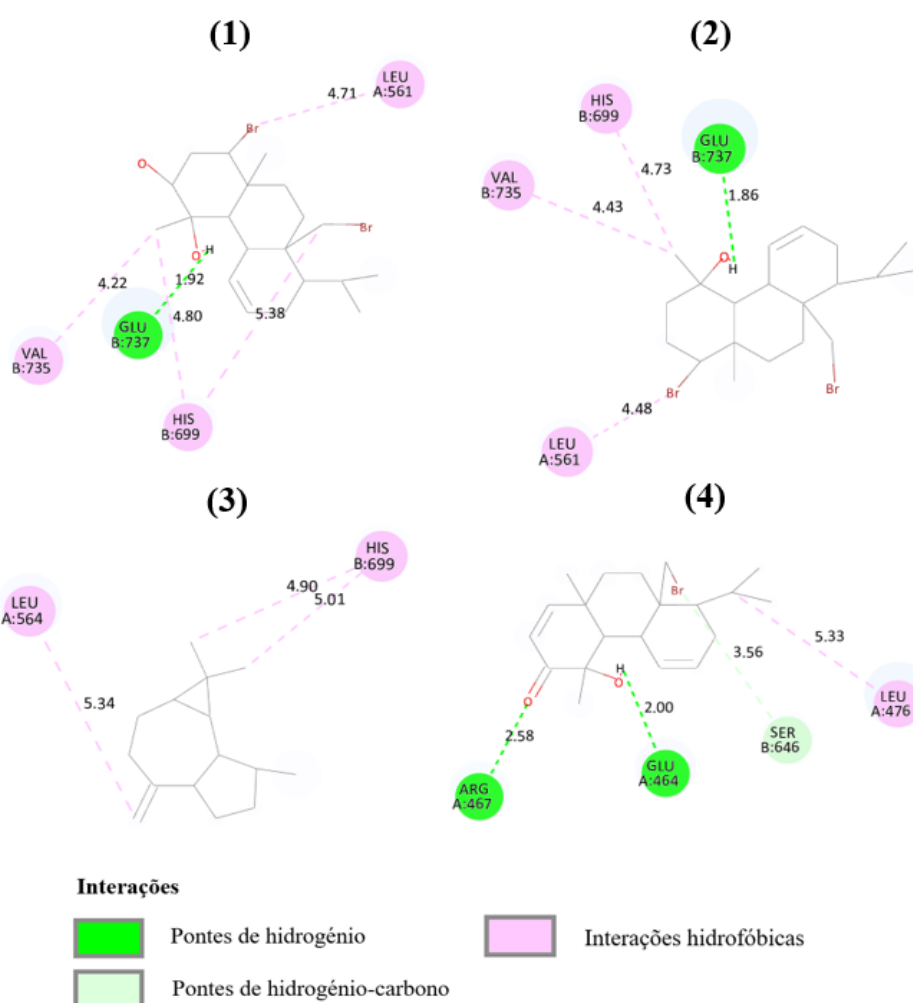 (1)
(2)
LEU
A:561
4.71
Br
O
O
H
Br
4.22
1.92
GLU
B:737
4.80
5.38
VAL
B:735
HIS
B:699
HIS
B:699
GLU
B:737
VAL
B:735
4.73
1.86
4.43
O
H
Br
Br
4.48
LEU
A:561
(3)
(4)
HIS
B:699
4.90
5.01
LEU
A:564
5.34
Br
H
O
O
5.33
3.56
2.00
2.58
LEU
A:476
SER
B:646
GLU
A:464
ARG
A:467
Interações
Pontes de hidrogénio
Interações hidrofóbicas
Pontes de hidrogénio-carbono